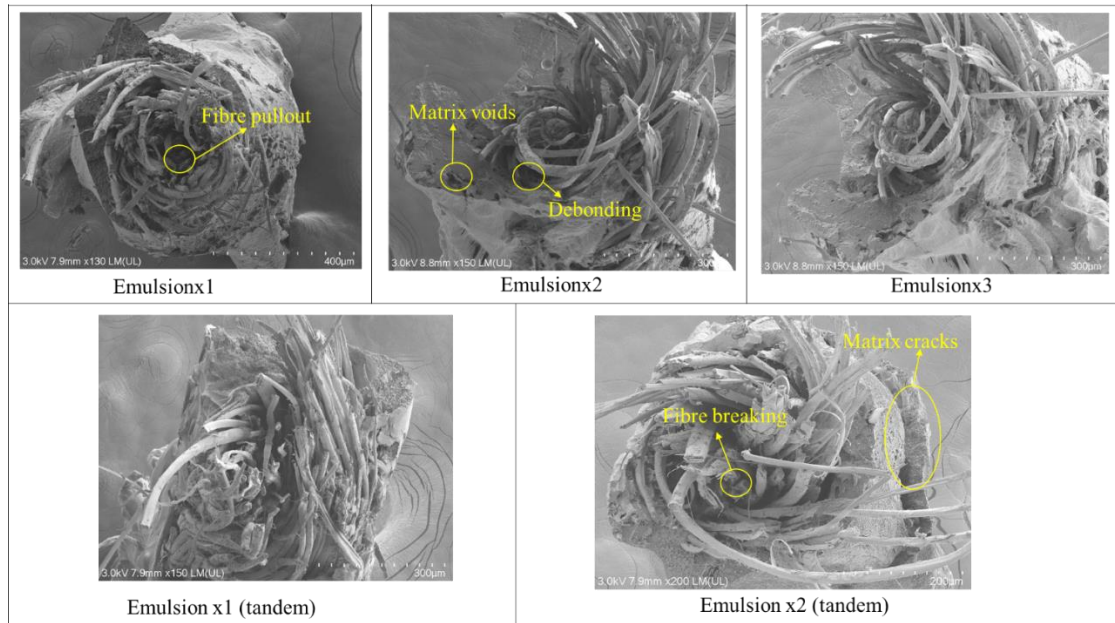 Fibre pullout
3.0kV 7.9mm x130 LM(UL)
400µm
Emulsionx1
Matrix voids
Debonding
3.0kV 8.8mm x150 LM(UL)
Emulsionx2
3.0kV 8.8mm x150 LM(UL)
300µm
Emulsionx3
3.0kV 7.9mm x150 LM(UL)
300µm
Emulsion x1 (tandem)
Matrix cracks
Fibre breaking
3.0kV 7.9mm x200 LM(UL)
200µm
Emulsion x2 (tandem)